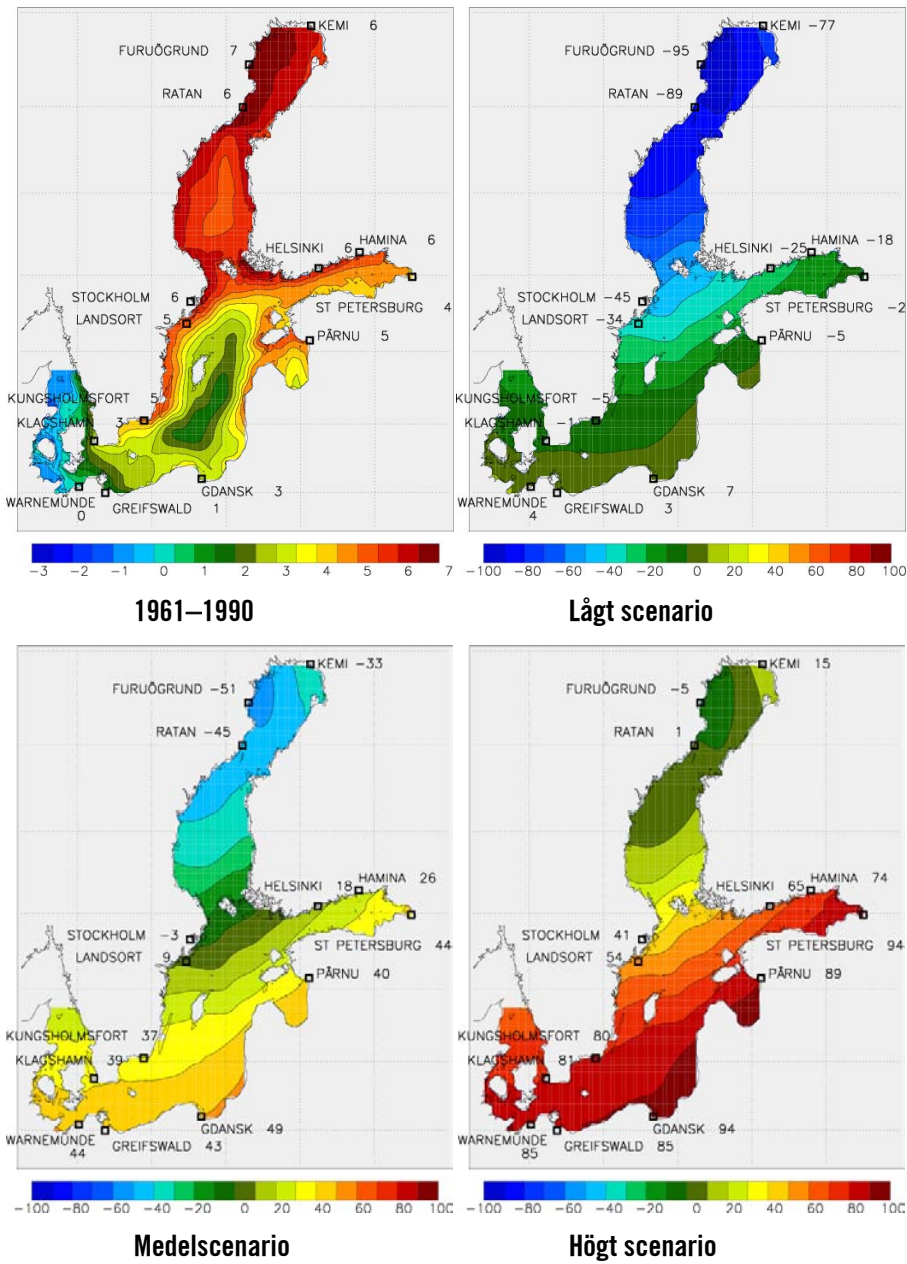 KEMI 6
FURUÖGRUND 7
RATAN 6
HELSINKI 6
HAMINA 6
STOCKHOLM 6
LANDSORT 5
ST PETERSBURG 4
PÄRNU 5
KUNGSHOLMSFORT 5
KLAGSHAMN 3
GDANSK 3
WARNEMÜNDE 0
GREIFSWALD 1
-3 -2 -1 0 1 2 3 4 5 6 7
1961–1990
KEMI -77
FURUÖGRUND -95
RATAN -89
HELSINKI -25
HAMINA -18
STOCKHOLM -45
LANDSORT -34
ST PETERSBURG -2
PÄRNU -5
KUNGSHOLMSFORT -5
KLAGSHAMN -1
GDANSK 7
WARNEMÜNDE 4
GREIFSWALD 3
-100 -80 -60 -40 -20 0 20 40 60 80 100
Lågt scenario
KEMI -33
FURUÖGRUND -51
RATAN -45
HELSINKI 18
HAMINA 26
STOCKHOLM -3
LANDSORT 9
ST PETERSBURG 44
PÄRNU 40
KUNGSHOLMSFORT 37
KLAGSHAMN 39
GDANSK 49
WARNEMÜNDE 44
GREIFSWALD 43
-100 -80 -60 -40 -20 0 20 40 60 80 100
Medelscenario
KEMI 15
FURUÖGRUND -5
RATAN 1
HELSINKI 65
HAMINA 74
STOCKHOLM 41
LANDSORT 54
ST PETERSBURG 94
PÄRNU 89
KUNGSHOLMSFORT 80
KLAGSHAMN 81
GDANSK 94
WARNEMÜNDE 85
GREIFSWALD 85
-100 -80 -60 -40 -20 0 20 40 60 80 100
Högt scenario